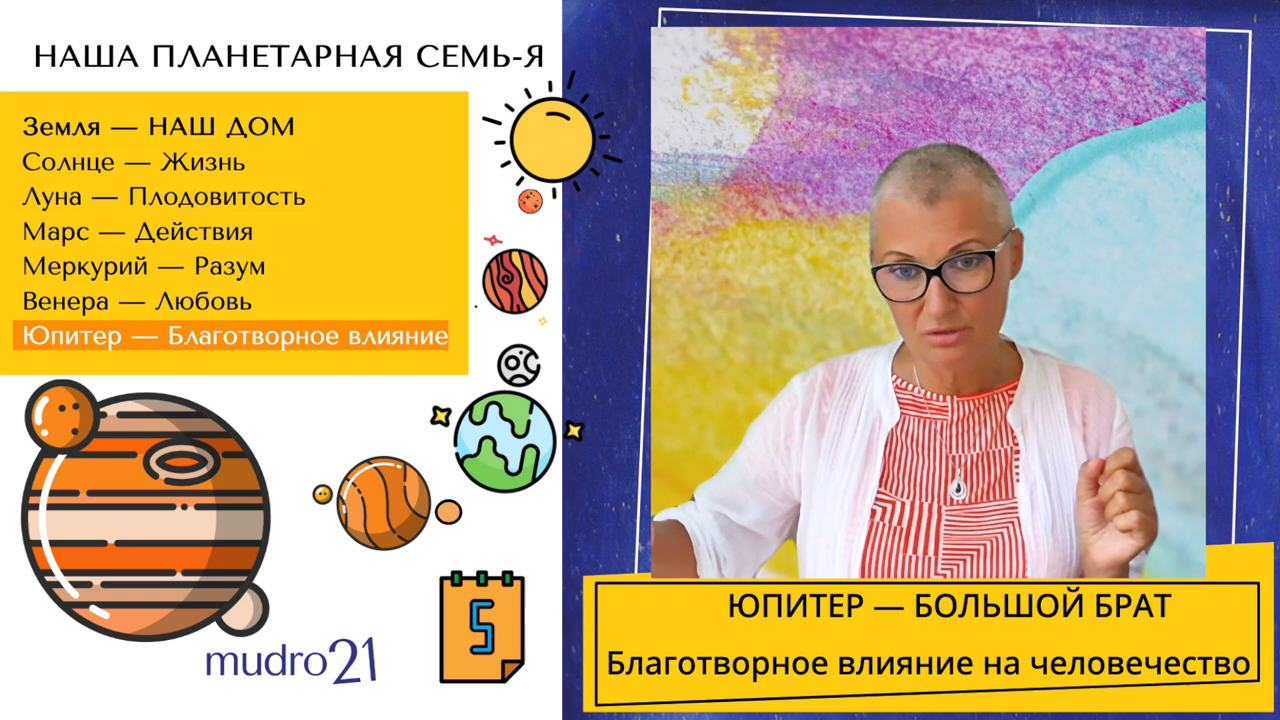 НАША ПЛАНЕТАРНАЯ СЕМЬ-Я
Земля — НАШ ДОМ
Солнце — Жизнь
Луна — Плодовитость
Марс — Действия
Меркурий — Разум
Венера — Любовь
Юпитер — Благотворное влияние
5
mudro21
ЮПИТЕР — БОЛЬШОЙ БРАТ
Благотворное влияние на человечество